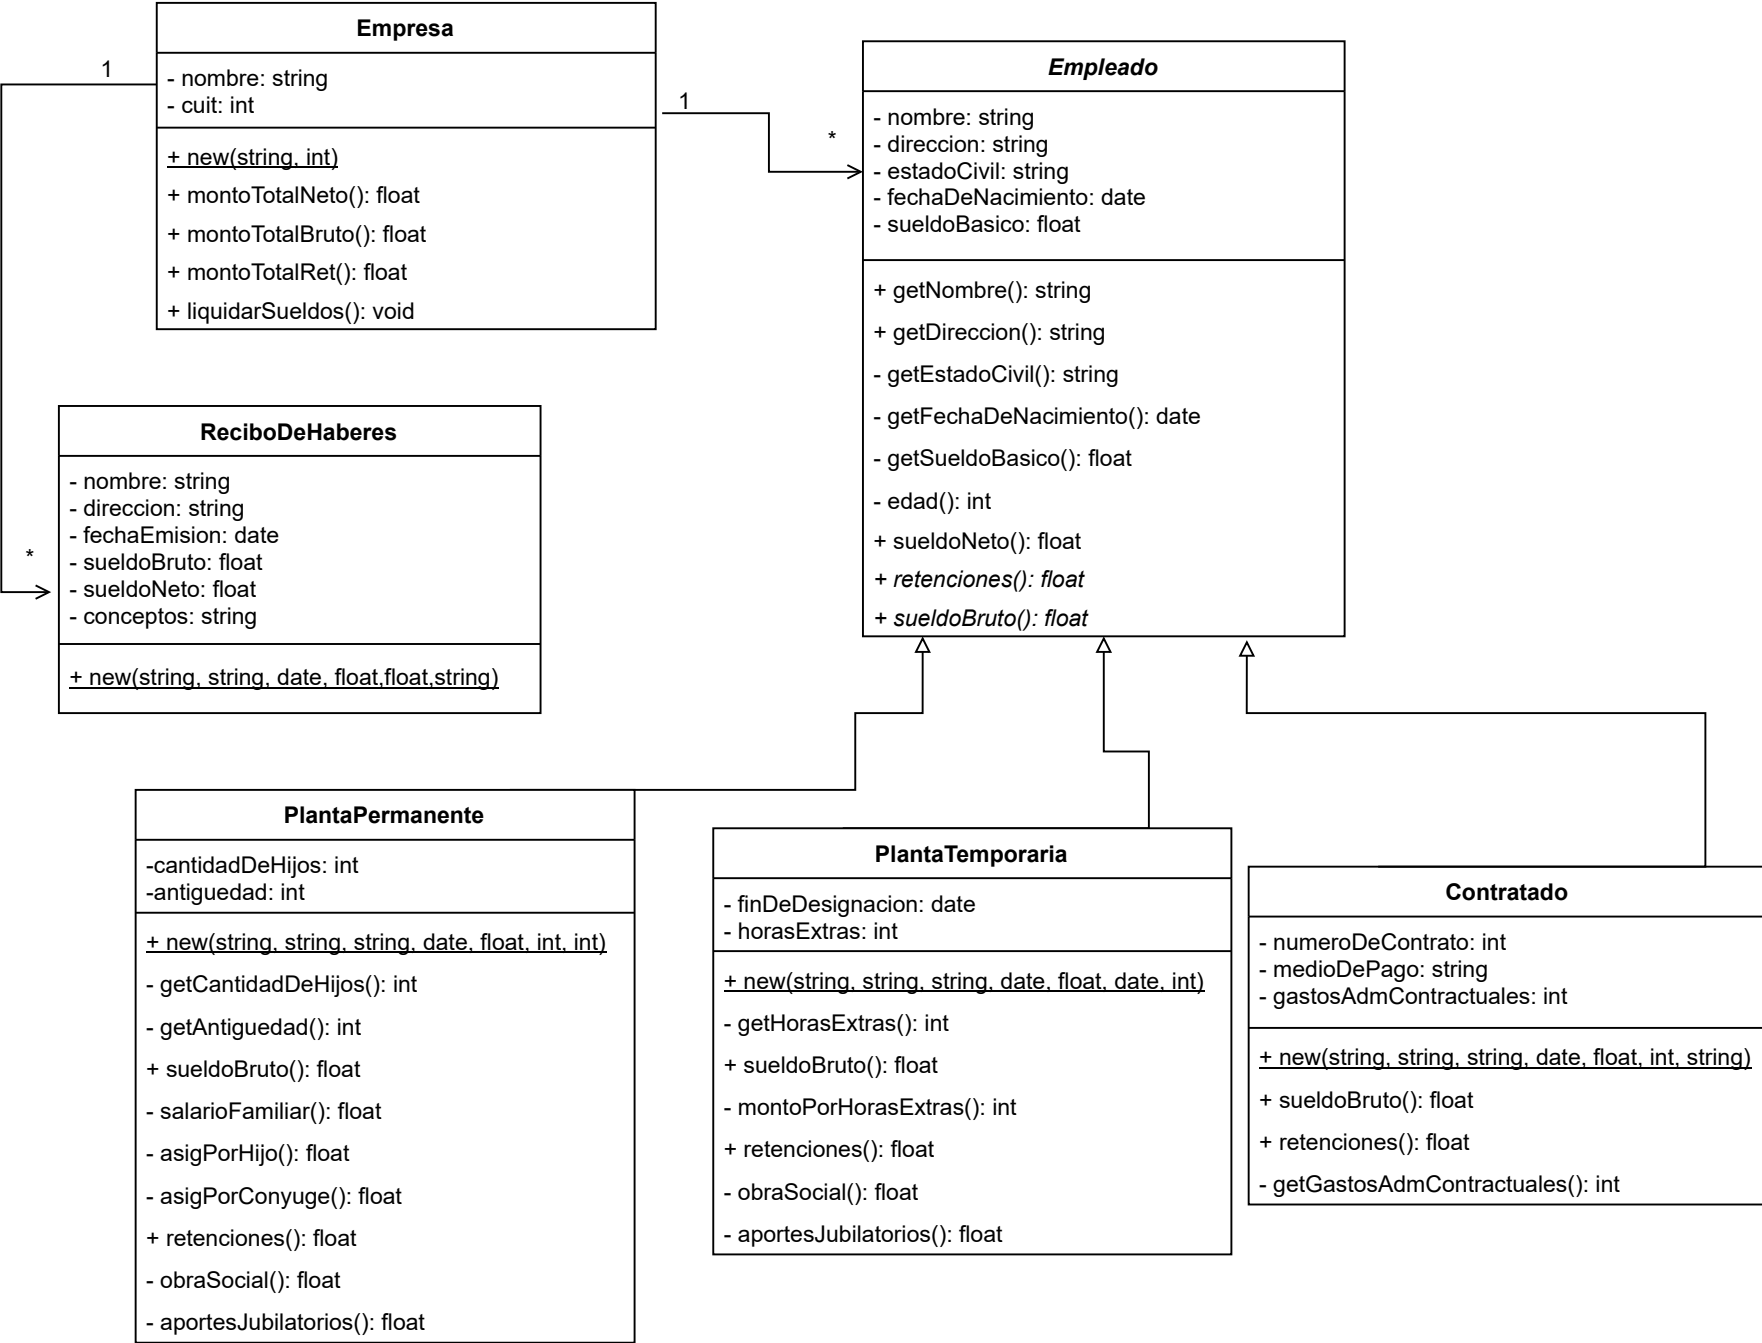 Empresa
- nombre: string
- cuit: int
+ new(string, int)
+ montoTotalNeto(): float
+ montoTotalBruto(): float
+ montoTotalRet(): float
+ liquidarSueldos(): void
1
*
1
*
Empleado
- nombre: string
- direccion: string
- estadoCivil: string
- fechaDeNacimiento: date
- sueldoBasico: float
+ getNombre(): string
+ getDireccion(): string
- getEstadoCivil(): string
- getFechaDeNacimiento(): date
- getSueldoBasico(): float
- edad(): int
+ sueldoNeto(): float
+ retenciones(): float
+ sueldoBruto(): float
ReciboDeHaberes
- nombre: string
- direccion: string
- fechaEmision: date
- sueldoBruto: float
- sueldoNeto: float
- conceptos: string
+ new(string, string, date, float,float,string)
PlantaPermanente
-cantidadDeHijos: int
-antiguedad: int
+ new(string, string, string, date, float, int, int)
- getCantidadDeHijos(): int
- getAntiguedad(): int
+ sueldoBruto(): float
- salarioFamiliar(): float
- asigPorHijo(): float
- asigPorConyuge(): float
+ retenciones(): float
- obraSocial(): float
- aportesJubilatorios(): float
PlantaTemporaria
- finDeDesignacion: date
- horasExtras: int
+ new(string, string, string, date, float, date, int)
- getHorasExtras(): int
+ sueldoBruto(): float
- montoPorHorasExtras(): int
+ retenciones(): float
- obraSocial(): float
- aportesJubilatorios(): float
Contratado
- numeroDeContrato: int
- medioDePago: string
- gastosAdmContractuales: int
+ new(string, string, string, date, float, int, string)
+ sueldoBruto(): float
+ retenciones(): float
- getGastosAdmContractuales(): int